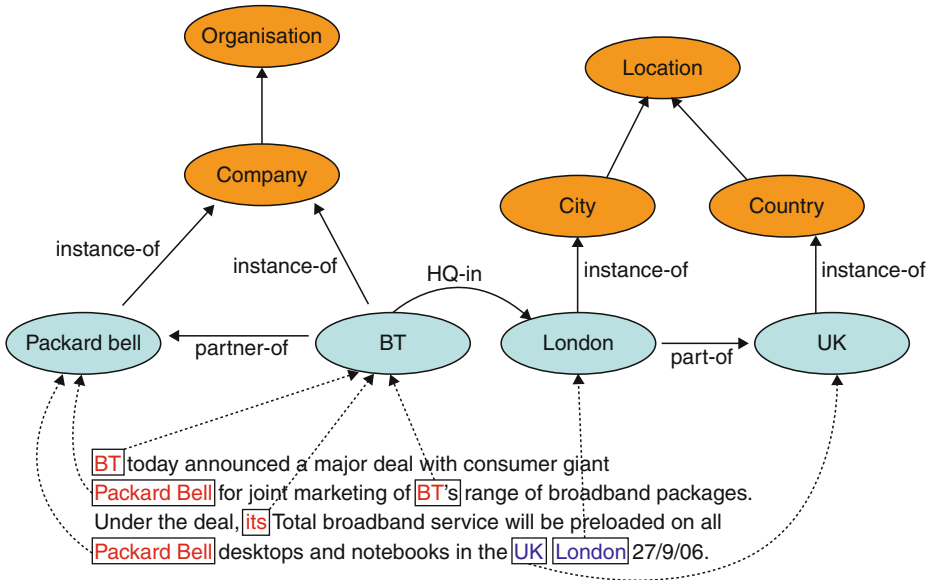 Organisation
Location
Company
City
Country
instance-of
instance-of
HQ-in
instance-of
instance-of
Packard bell
partner-of
BT
London
part-of
UK
BT today announced a major deal with consumer giant
Packard Bell for joint marketing of BT's range of broadband packages.
Under the deal, its Total broadband service will be preloaded on all
Packard Bell desktops and notebooks in the UK London 27/9/06.